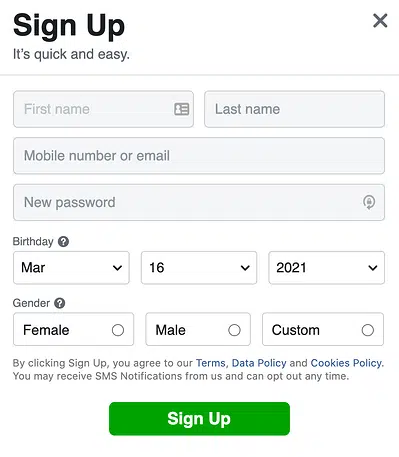 Sign Up
It's quick and easy.
First name
Last name
Mobile number or email
New password
Birthday
Mar
16
2021
Gender
Female
Male
Custom
By clicking Sign Up, you agree to our Terms, Data Policy and Cookies Policy.
You may receive SMS Notifications from us and can opt out any time.
Sign Up